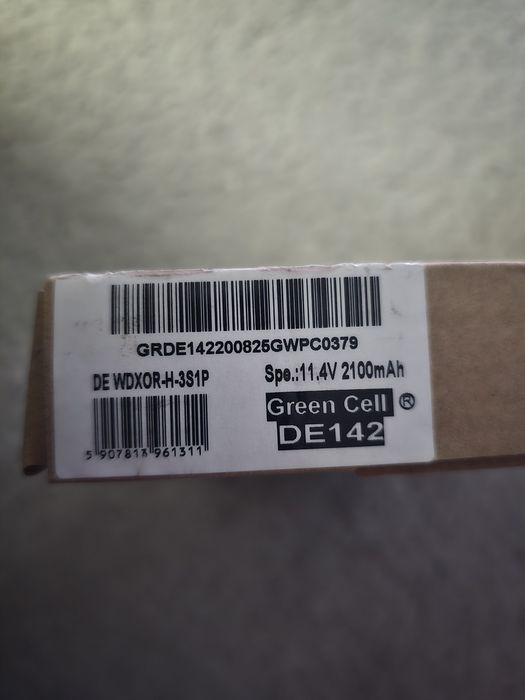 GRDE142200825GWPC0379
DE WDXOR-H-3S1P
Spe.:11.4V 2100mAh
Green Cell ®
DE142
5 907813 961311